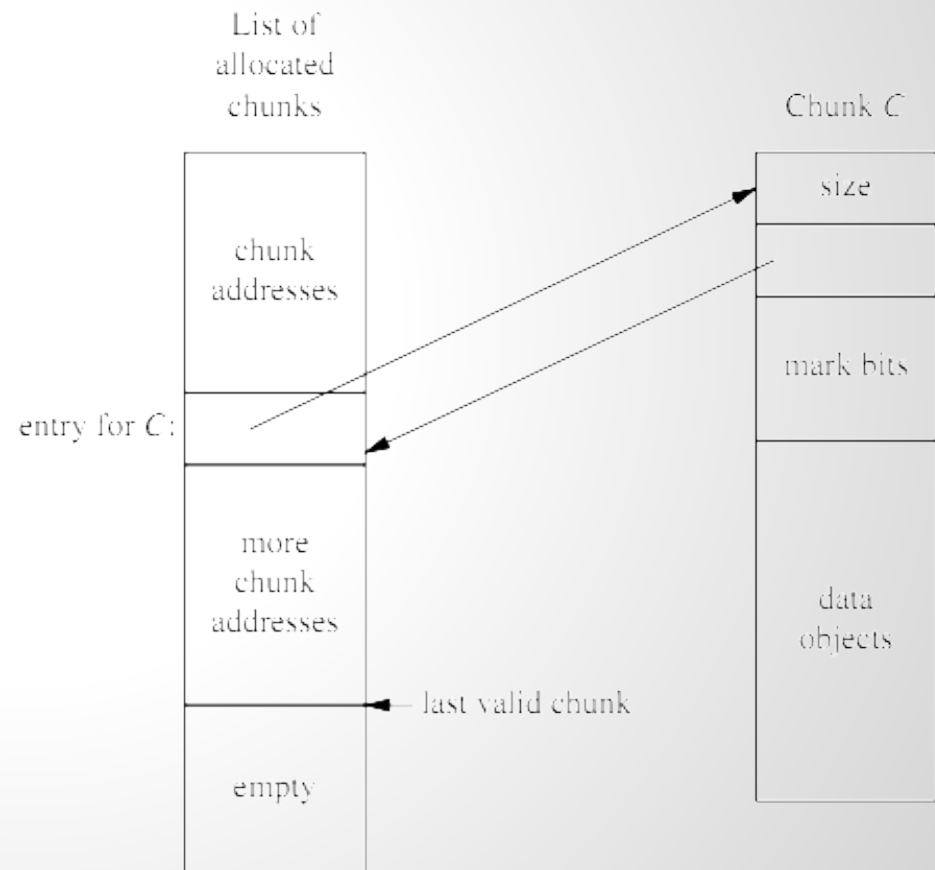 List of
allocated
chunks
Chunk C
size
chunk
addresses
mark bits
entry for C:
more
chunk
addresses
data
objects
last valid chunk
empty